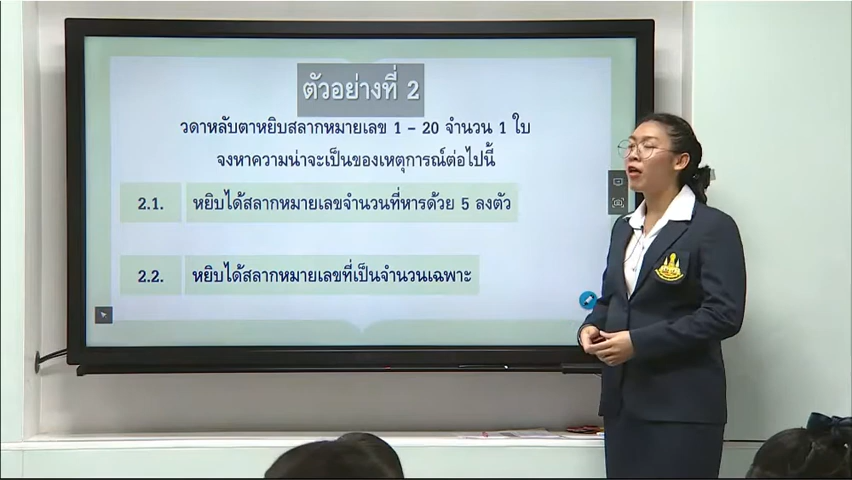 ตัวอย่างที่ 2
วดาหลับตาหยิบสลากหมายเลข 1 – 20 จำนวน 1 ใบ
จงหาความน่าจะเป็นของเหตุการณ์ต่อไปนี้
2.1. หยิบได้สลากหมายเลขจำนวนที่หารด้วย 5 ลงตัว
2.2. หยิบได้สลากหมายเลขที่เป็นจำนวนเฉพาะ